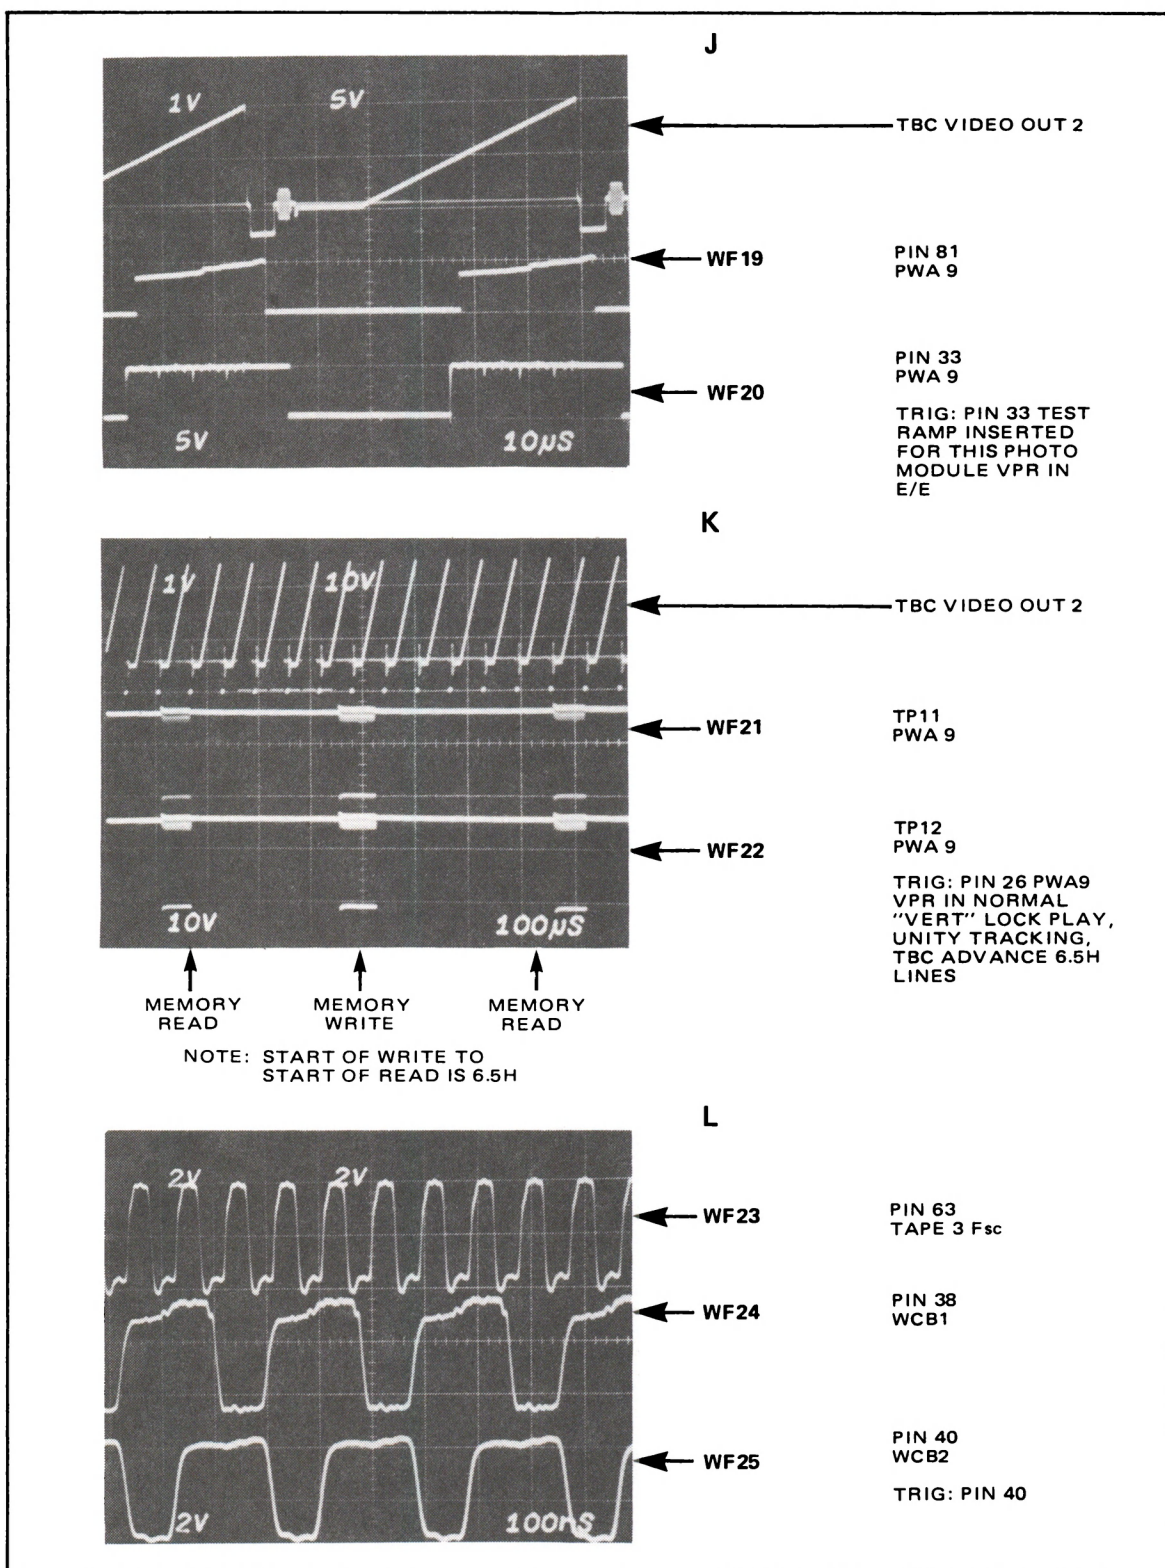 J
1V 5V
TBC VIDEO OUT 2
WF19
PIN 81
PWA 9
WF20
PIN 33
PWA 9
TRIG: PIN 33 TEST
RAMP INSERTED
FOR THIS PHOTO
MODULE VPR IN
E/E
5V 10µS
K
1V 10V
TBC VIDEO OUT 2
WF21
TP11
PWA 9
WF22
TP12
PWA 9
TRIG: PIN 26 PWA9
VPR IN NORMAL
"VERT" LOCK PLAY,
UNITY TRACKING,
TBC ADVANCE 6.5H
LINES
10V 100µS
MEMORY
READ
MEMORY
WRITE
MEMORY
READ
NOTE: START OF WRITE TO
START OF READ IS 6.5H
L
2V 2V
WF23
PIN 63
TAPE 3 Fsc
WF24
PIN 38
WCB1
WF25
PIN 40
WCB2
TRIG: PIN 40
2V 100nS